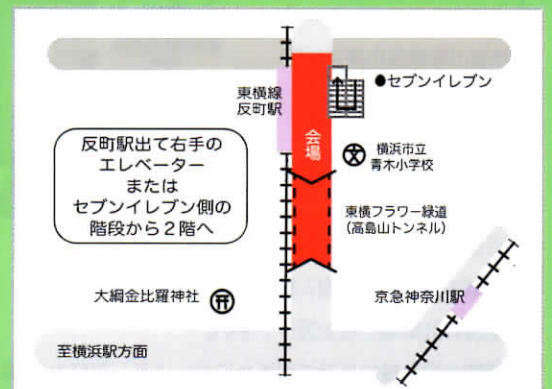 ●セブンイレブン
東横線
反町駅
会場
横浜市立
青木小学校
反町駅出て右手の
エレベーター
または
セブンイレブン側の
階段から2階へ
東横フラワー緑道
(高島山トンネル)
大綱金比羅神社
京急神奈川駅
至横浜駅方面